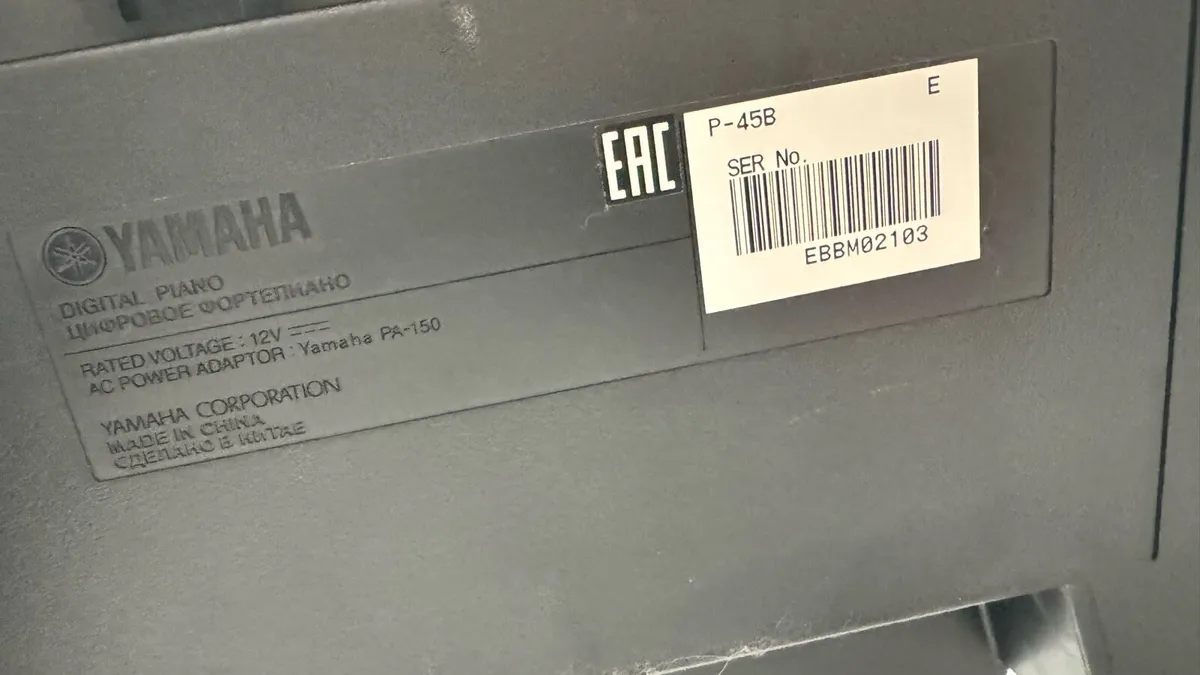 YAMAHA
DIGITAL PIANO
ЦИФРОВОЕ ФОРТЕПИАНО
RATED VOLTAGE : 12V ⎓
AC POWER ADAPTOR : Yamaha PA-150
YAMAHA CORPORATION
MADE IN CHINA
СДЕЛАНО В КИТАЕ
EAC
P-45B E
SER No.
EBBM02103